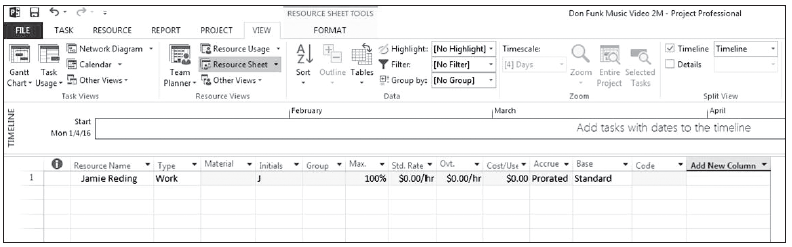 RESOURCE SHEET TOOLS Don Funk Music Video 2M - Project Professional
FILE TASK RESOURCE REPORT PROJECT VIEW FORMAT
Gantt Chart Task Usage Network Diagram Calendar Other Views Task Views
Team Planner Resource Usage Resource Sheet Other Views Resource Views
Sort Outline Tables Highlight: [No Highlight] Filter: [No Filter] Group by: [No Group] Data
Timescale: [4] Days Zoom Entire Project Selected Tasks Zoom
Timeline Timeline Details Split View
TIMELINE
February March April
Start
Mon 1/4/16
Add tasks with dates to the timeline
Resource Name Type Material Initials Group Max. Std. Rate Ovt. Cost/Use Accrue Base Code Add New Column
1 Jamie Reding Work J 100% $0.00/hr $0.00/hr $0.00 Prorated Standard